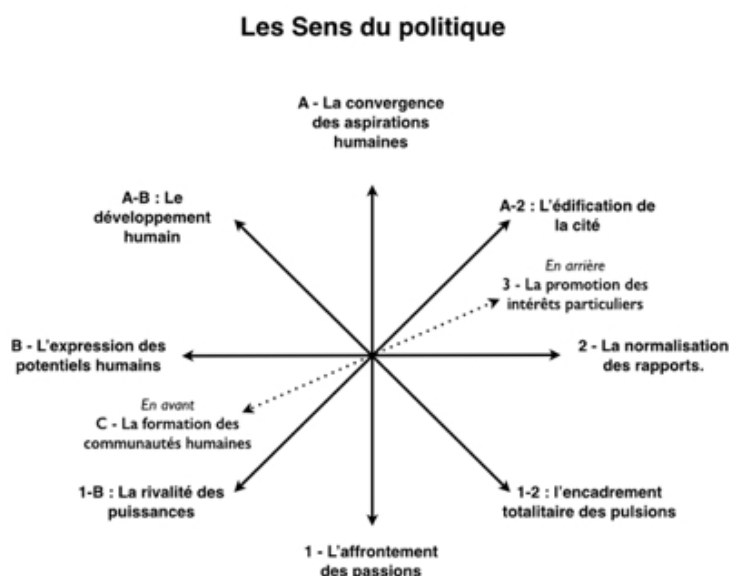 Les Sens du politique
A - La convergence
des aspirations
humaines
A-B : Le
développement
humain
A-2 : L'édification de
la cité
En arrière
3 - La promotion des
intérêts particuliers
B - L'expression des
potentiels humains
2 - La normalisation
des rapports.
En avant
C - La formation des
communautés humaines
1-B : La rivalité des
puissances
1-2 : l'encadrement
totalitaire des pulsions
1 - L'affrontement
des passions